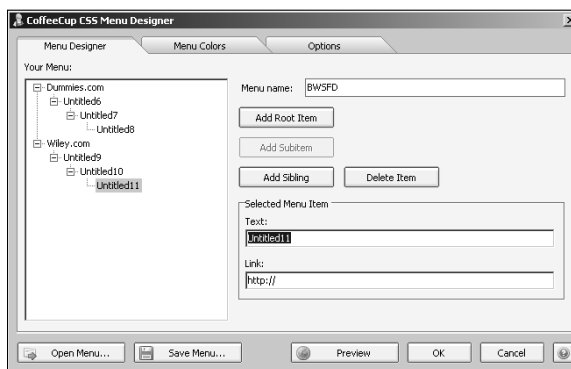 CoffeeCup CSS Menu Designer
Menu Designer Menu Colors Options
Your Menu:
Dummies.com
Untitled6
Untitled7
Untitled8
Wiley.com
Untitled9
Untitled10
Untitled11
Menu name: BWSFD
Add Root Item
Add Subitem
Add Sibling Delete Item
Selected Menu Item
Text:
Untitled11
Link:
http://
Open Menu... Save Menu... Preview OK Cancel